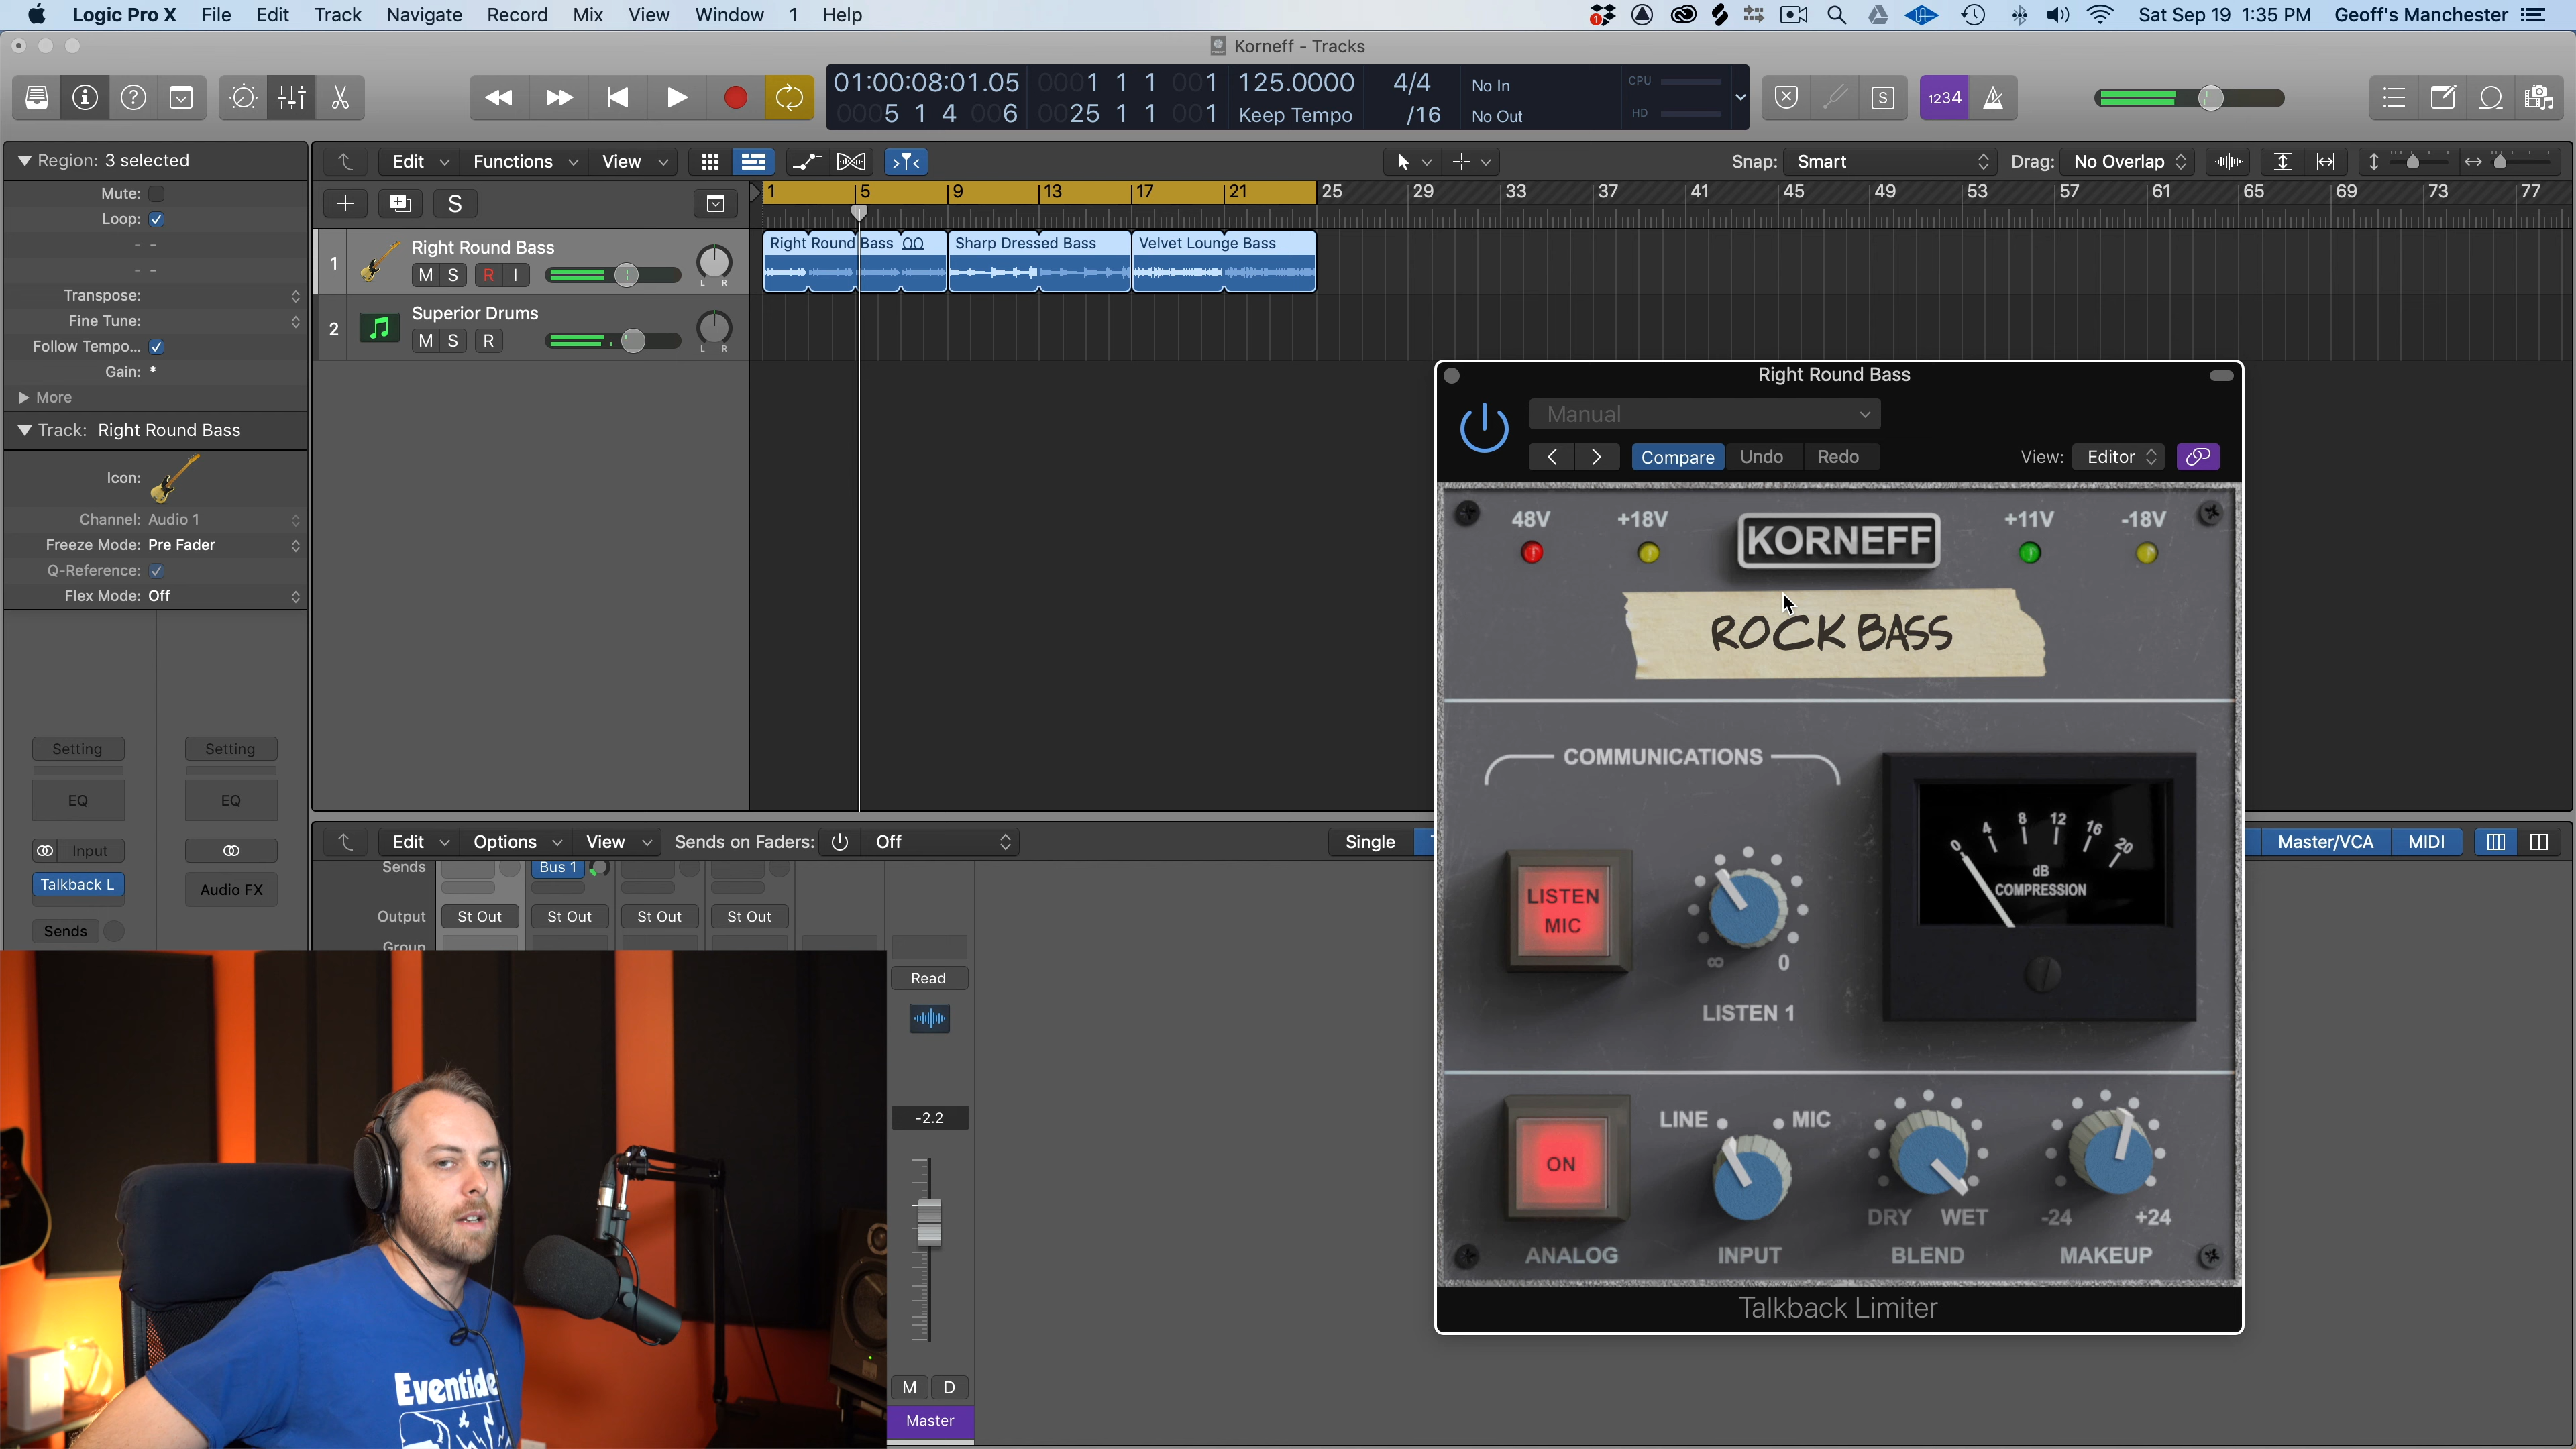 Logic Pro X File Edit Track Navigate Record Mix View Window 1 Help
1 Sat Sep 19 1:35 PM Geoff's Manchester
Korneff - Tracks
01:00:08:01.05 0001 1 1 001 125.0000 4/4 No In CPU
0005 1 4 006 0025 1 1 001 Keep Tempo /16 No Out HD
S 1234
Region: 3 selected
Mute:
Loop:
- -
- -
Transpose:
Fine Tune:
Follow Tempo...
Gain:
More
Track: Right Round Bass
Icon:
Channel: Audio 1
Freeze Mode: Pre Fader
Q-Reference:
Flex Mode: Off
Setting Setting
EQ EQ
Input
Talkback L Audio FX
Sends
Edit Functions View Snap: Smart Drag: No Overlap
S 1 5 9 13 17 21 25 29 33 37 41 45 49 53 57 61 65 69 73 77
1 Right Round Bass
M S R I
L R
Right Round Bass Sharp Dressed Bass Velvet Lounge Bass
2 Superior Drums
M S R
L R
Edit Options View Sends on Faders: Off Single Master/VCA MIDI
Sends Bus 1
Output St Out St Out St Out St Out
Group
Read
-2.2
M D
Master
Right Round Bass
Manual
Compare Undo Redo View: Editor
48V +18V KORNEFF +11V -18V
ROCK BASS
COMMUNICATIONS
0 4 8 12 16 20
dB
COMPRESSION
LISTEN
MIC
∞ 0
LISTEN 1
LINE MIC
ON
DRY WET -24 +24
ANALOG INPUT BLEND MAKEUP
Talkback Limiter
Eventide